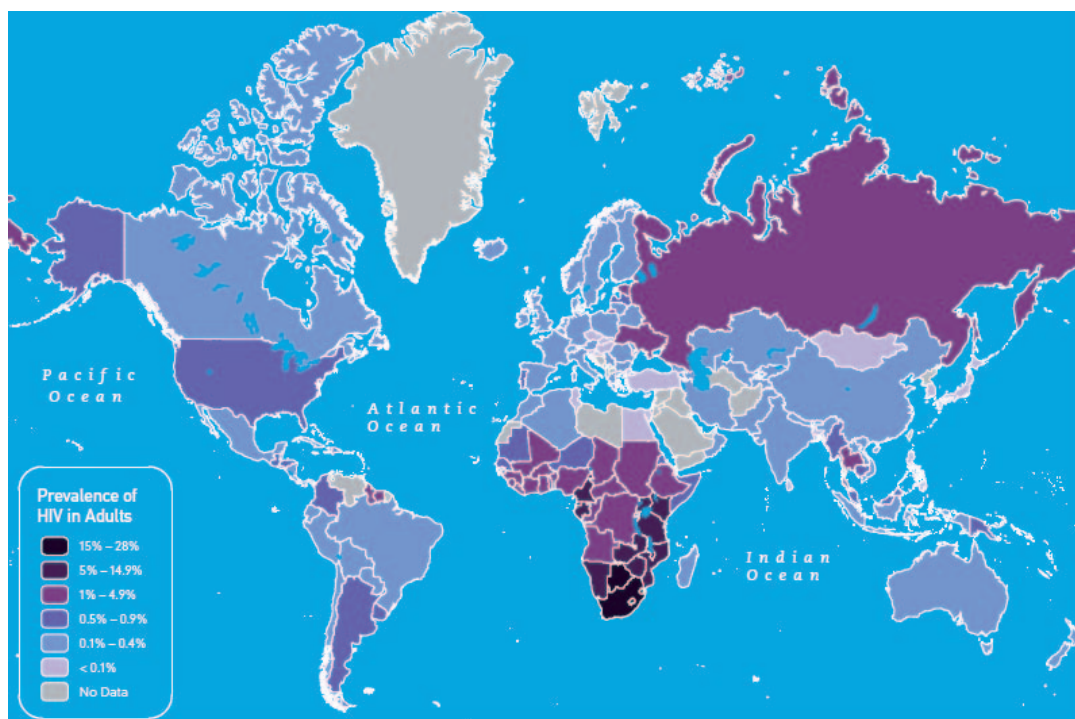 Pacific
Ocean
Atlantic
Ocean
Indian
Ocean
Prevalence of
HIV in Adults
15% – 28%
5% – 14.9%
1% – 4.9%
0.5% – 0.9%
0.1% – 0.4%
< 0.1%
No Data